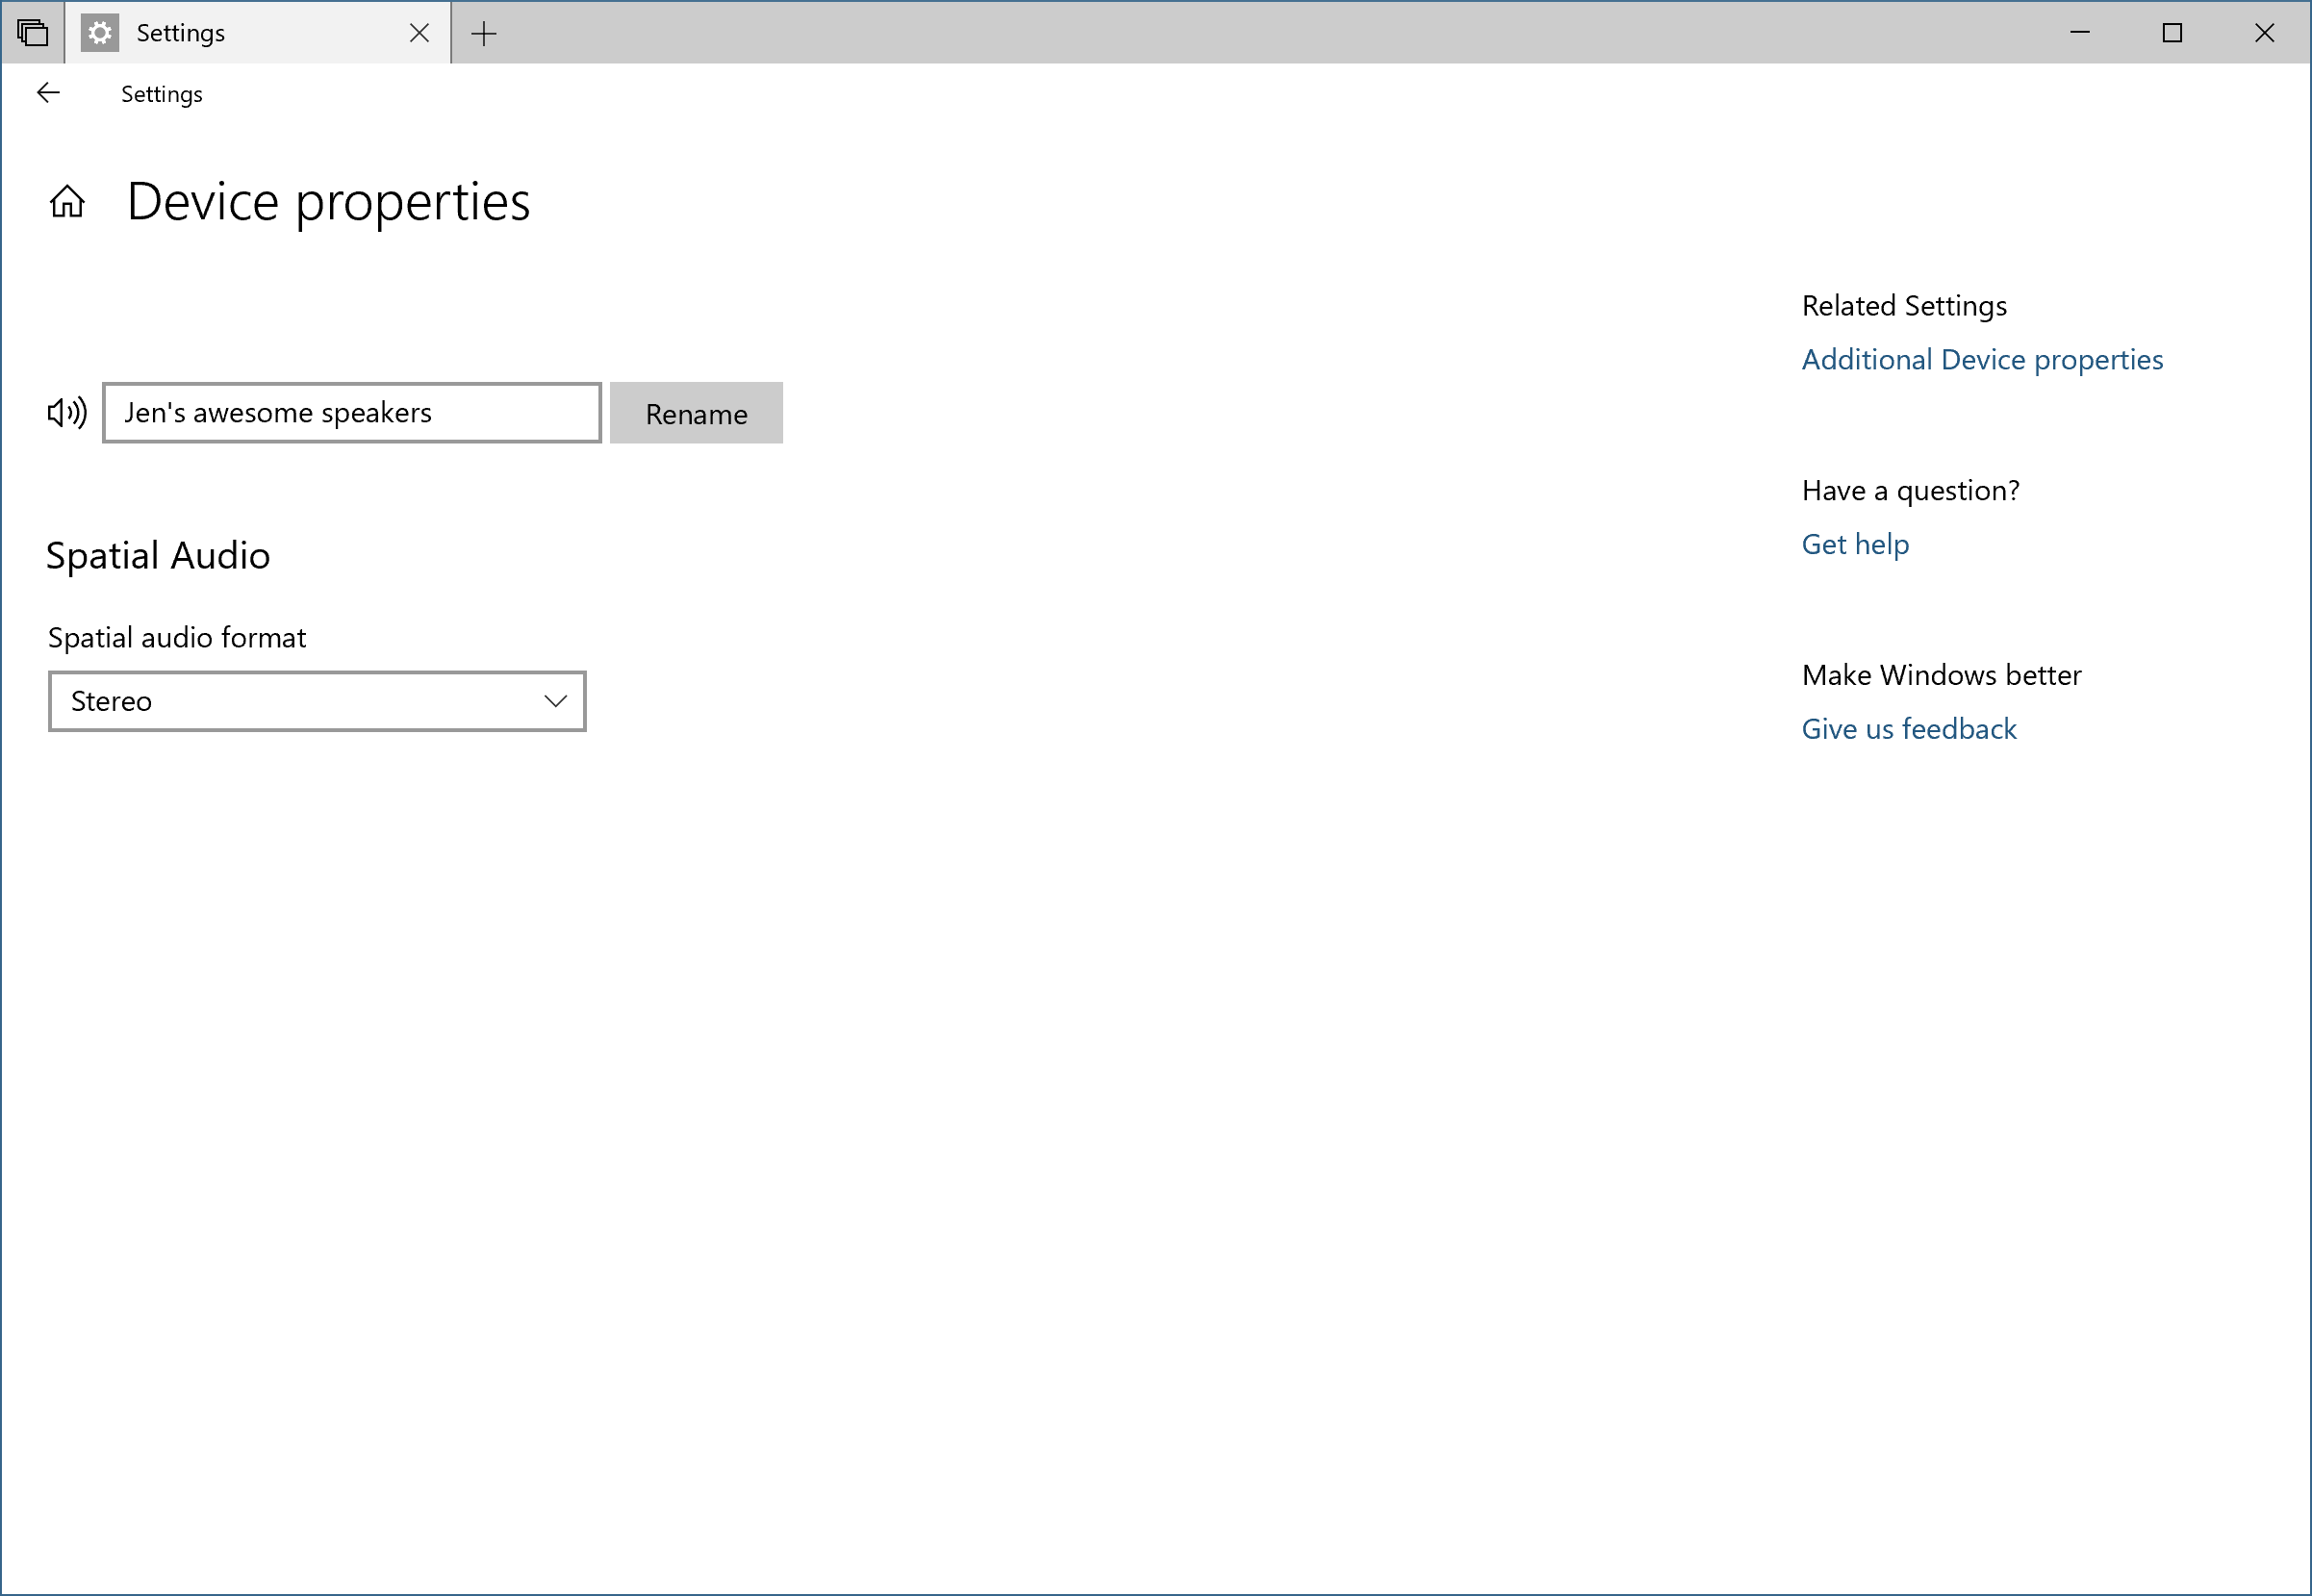 Settings
Settings
Device properties
Jen's awesome speakers
Rename
Spatial Audio
Spatial audio format
Stereo
Related Settings
Additional Device properties
Have a question?
Get help
Make Windows better
Give us feedback